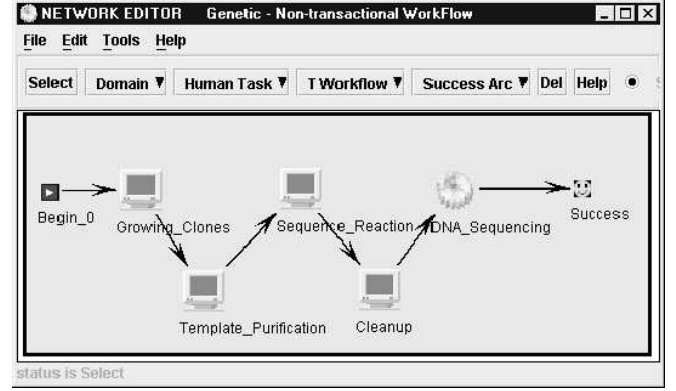 NETWORK EDITOR Genetic - Non-transactional WorkFlow
File Edit Tools Help
Select Domain Human Task T Workflow Success Arc Del Help
Begin_0
Growing_Clones
Sequence_Reaction
DNA_Sequencing
Success
Template_Purification
Cleanup
status is Select